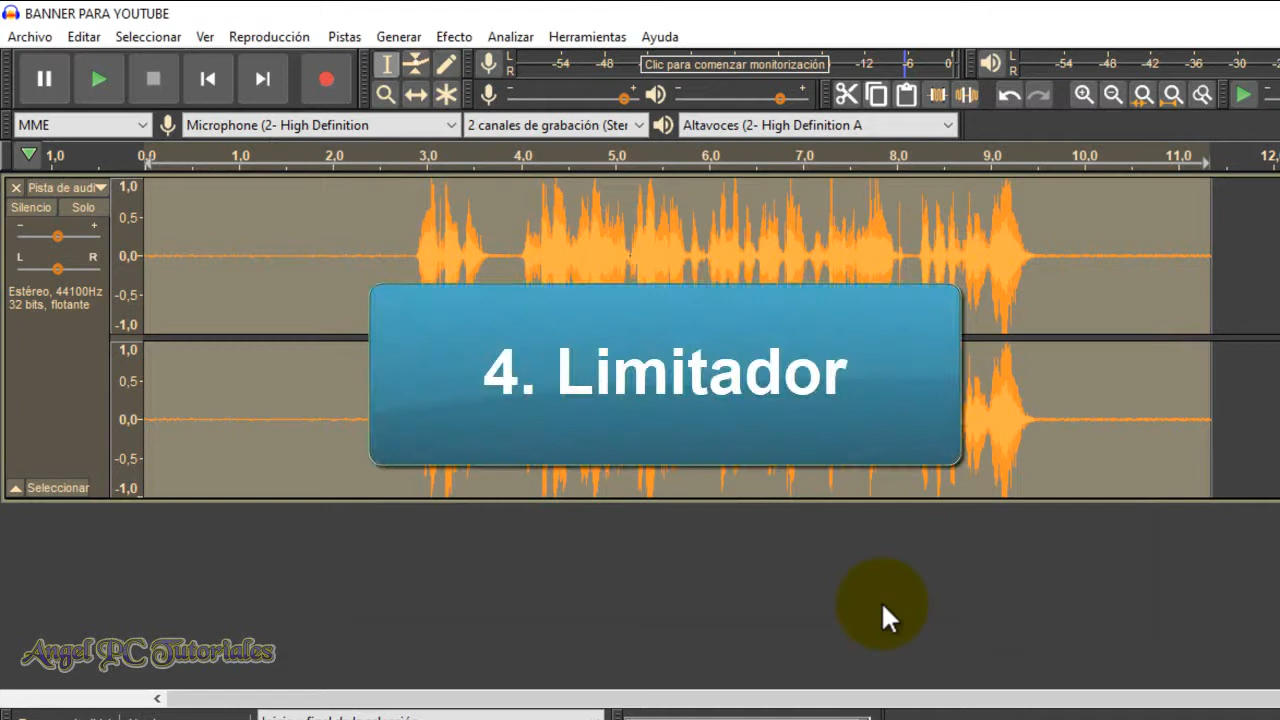 BANNER PARA YOUTUBE
Archivo Editar Seleccionar Ver Reproducción Pistas Generar Efecto Analizar Herramientas Ayuda
L R -54 -48 Clic para comenzar monitorización -12 -6 0 L R -54 -48 -42 -36 -30
MME Microphone (2- High Definition 2 canales de grabación (Ster Altavoces (2- High Definition A
1,0 0,0 1,0 2,0 3,0 4,0 5,0 6,0 7,0 8,0 9,0 10,0 11,0 12,
Pista de audi 1,0
Silencio Solo 0,5
- +
L R 0,0
Estéreo, 44100Hz -0,5
32 bits, flotante
-1,0
1,0
4. Limitador
0,5
0,0
-0,5
Seleccionar -1,0
Angel PC Tutoriales